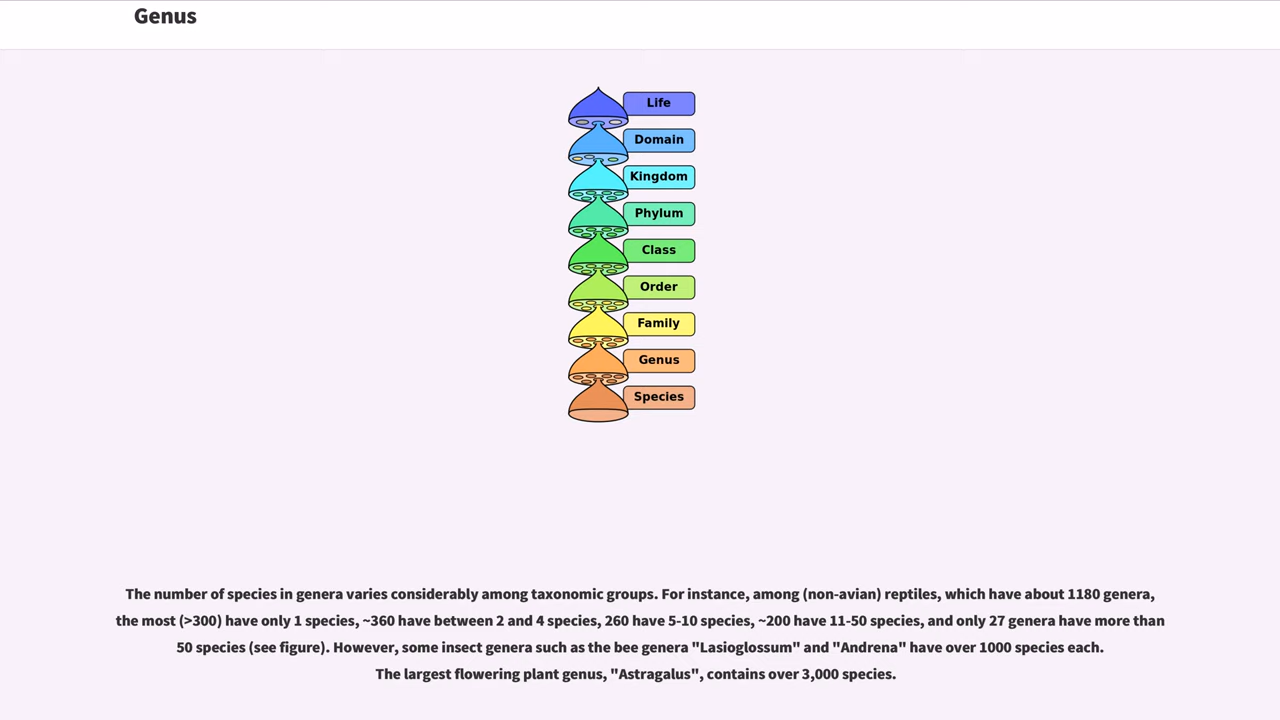 Genus
Life
Domain
Kingdom
Phylum
Class
Order
Family
Genus
Species
The number of species in genera varies considerably among taxonomic groups. For instance, among (non-avian) reptiles, which have about 1180 genera,
the most (>300) have only 1 species, ~360 have between 2 and 4 species, 260 have 5-10 species, ~200 have 11-50 species, and only 27 genera have more than
50 species (see figure). However, some insect genera such as the bee genera "Lasioglossum" and "Andrena" have over 1000 species each.
The largest flowering plant genus, "Astragalus", contains over 3,000 species.